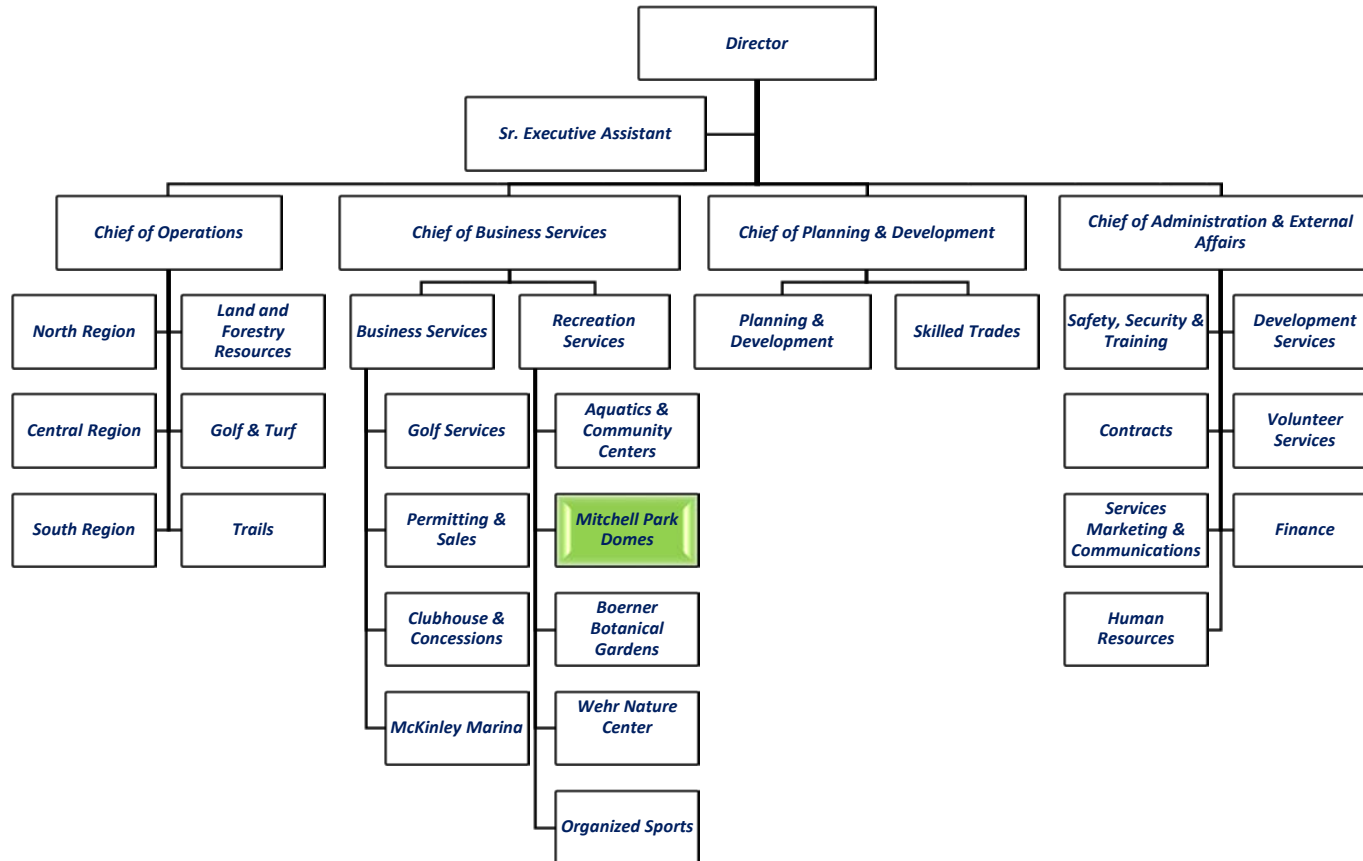 Director
Sr. Executive Assistant
Chief of Operations
Chief of Business Services
Chief of Planning & Development
Chief of Administration & External
Affairs
North Region
Land and
Forestry
Resources
Business Services
Recreation
Services
Planning &
Development
Skilled Trades
Safety, Security &
Training
Development
Services
Central Region
Golf & Turf
Golf Services
Aquatics &
Community
Centers
Contracts
Volunteer
Services
South Region
Trails
Permitting &
Sales
Mitchell Park
Domes
Services
Marketing &
Communications
Finance
Clubhouse &
Concessions
Boerner
Botanical
Gardens
Human
Resources
McKinley Marina
Wehr Nature
Center
Organized Sports